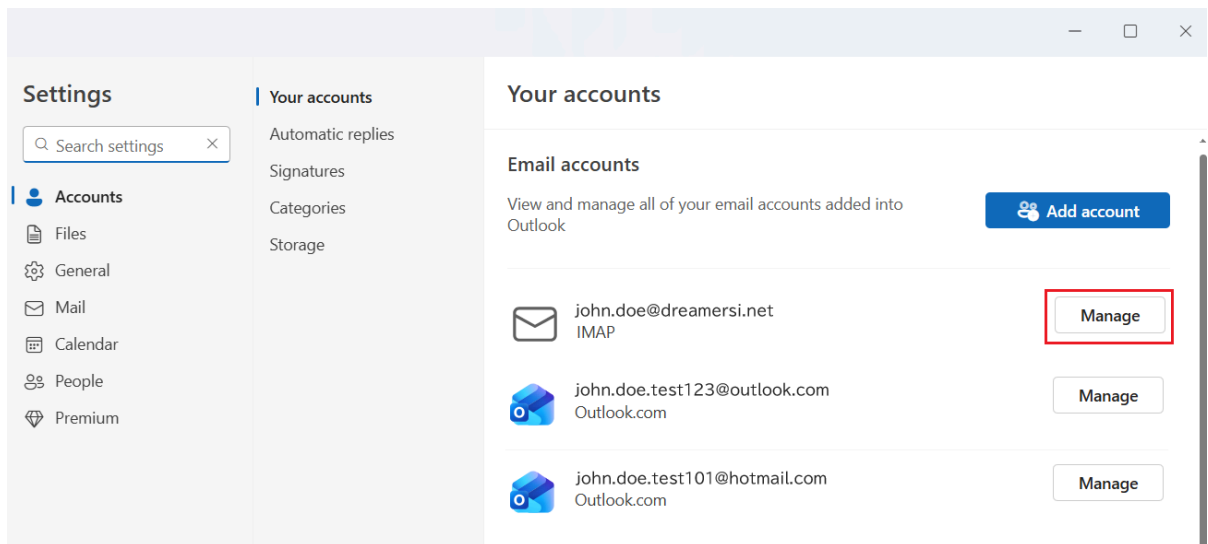 Settings
Search settings
Accounts
Files
General
Mail
Calendar
People
Premium
Your accounts
Automatic replies
Signatures
Categories
Storage
Your accounts
Email accounts
View and manage all of your email accounts added into
Outlook
Add account
john.doe@dreamersi.net
IMAP
Manage
john.doe.test123@outlook.com
Outlook.com
Manage
john.doe.test101@hotmail.com
Outlook.com
Manage